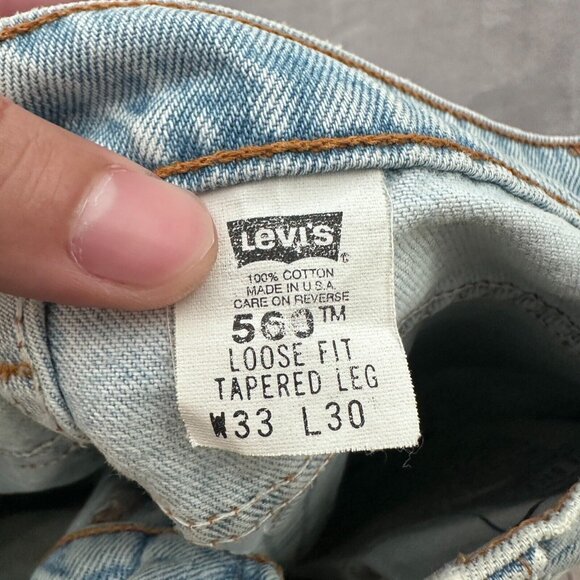 Levi's ®
100% COTTON
MADE IN U.S.A.
CARE ON REVERSE
560™
LOOSE FIT
TAPERED LEG
W33 L30